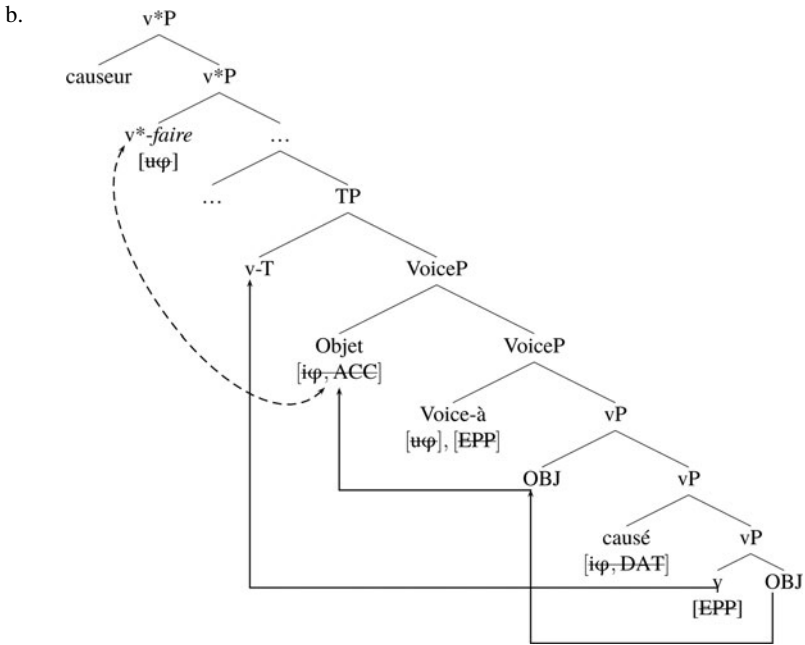 b.
v*P
causeur v*P
v*-faire …
[uφ]
… TP
v-T VoiceP
Objet VoiceP
[iφ, ACC]
Voice-à vP
[uφ], [EPP]
OBJ vP
causé vP
[iφ, DAT]
v OBJ
[EPP]